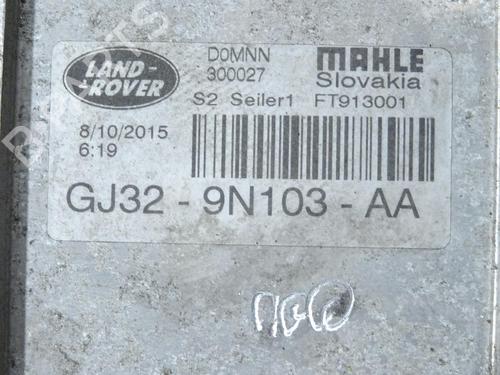 LAND-
ROVER
D0MNN
300027
MAHLE
Slovakia
S2 Seiler1 FT913001
8/10/2015
6:19
GJ32 - 9N103 - AA